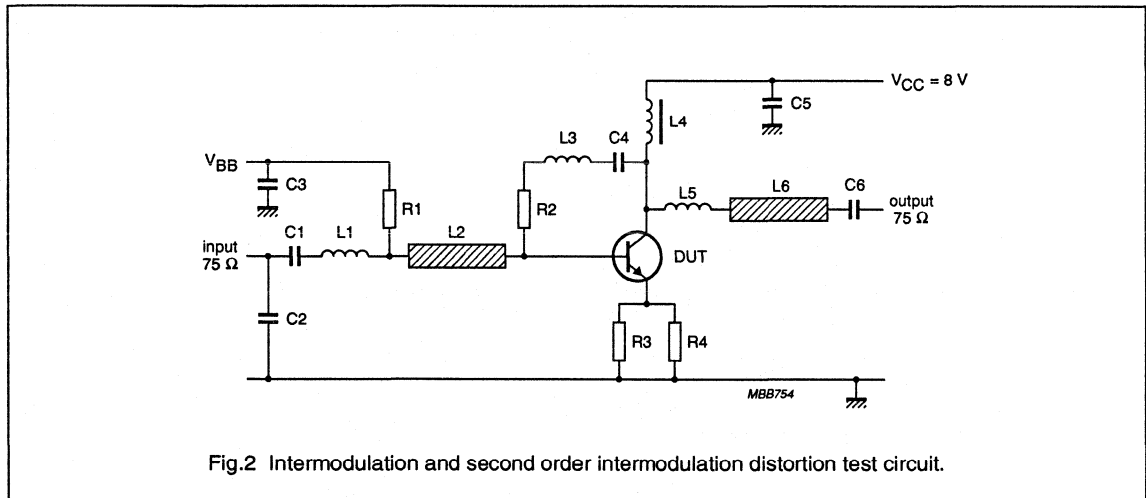 V_CC = 8 V
C5
L4
L3
C4
V_BB
C3
R1
R2
L5
L6
C6
output
75 Ω
input
75 Ω
C1
L1
L2
DUT
C2
R3
R4
MBB754
Fig.2 Intermodulation and second order intermodulation distortion test circuit.